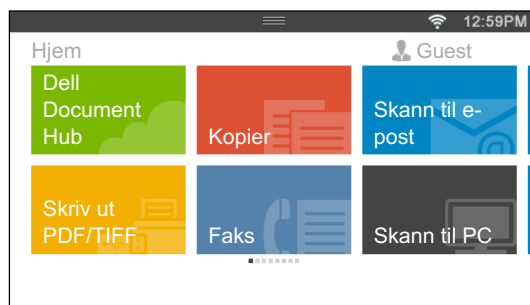 12:59PM
Hjem
Guest
Dell
Document
Hub
Kopier
Skann til e-
post
Skriv ut
PDF/TIFF
Faks
Skann til PC